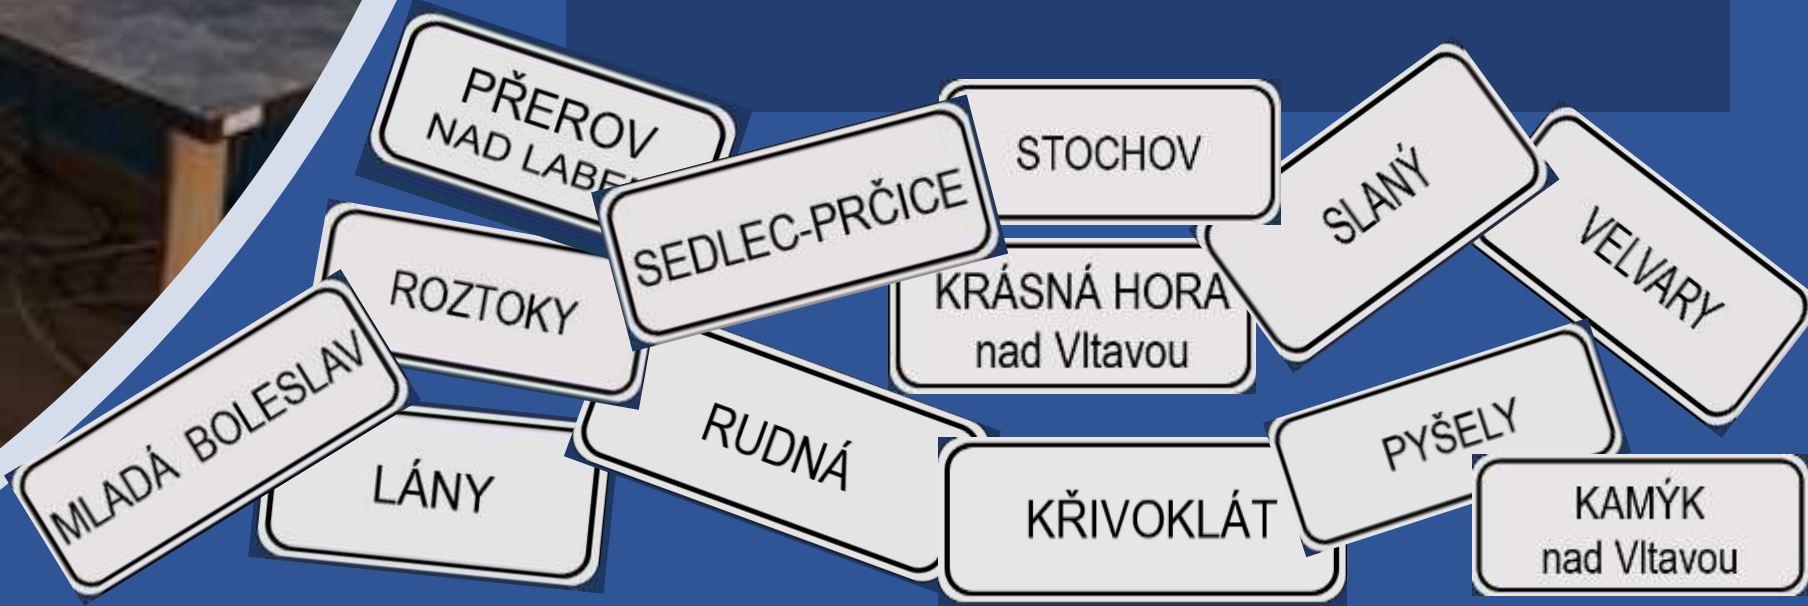 PŘEROV
NAD
SEDLEC-PRČICE
STOCHOV
SLANÝ
VELVARY
ROZTOKY
KRÁSNÁ HORA
nad Vltavou
MLADÁ BOLESLAV
LÁNY
RUDNÁ
KŘIVOKLÁT
PYŠELY
KAMÝK
nad Vltavou